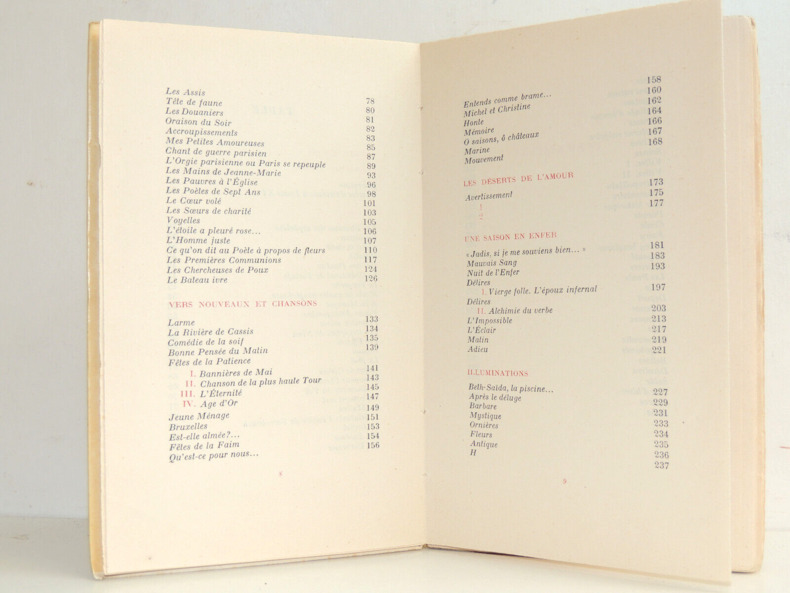 Les Assis 78
Tête de faune 80
Les Douaniers 81
Oraison du Soir 82
Accroupissements 83
Mes Petites Amoureuses 85
Chant de guerre parisien 87
L'Orgie parisienne ou Paris se repeuple 89
Les Mains de Jeanne-Marie 93
Les Pauvres à l'Église 96
Les Poètes de Sept Ans 98
Le Cœur volé 101
Les Sœurs de charité 103
Voyelles 105
L'étoile a pleuré rose... 106
L'Homme juste 107
Ce qu'on dit au Poète à propos de fleurs 110
Les Premières Communions 117
Les Chercheuses de Poux 124
Le Bateau ivre 126
VERS NOUVEAUX ET CHANSONS
Larme 133
La Rivière de Cassis 134
Comédie de la soif 135
Bonne Pensée du Matin 139
Fêtes de la Patience
I. Bannières de Mai 141
II. Chanson de la plus haute Tour 143
III. L'Éternité 145
IV. Age d'Or 147
Jeune Ménage 149
Bruxelles 151
Est-elle almée?... 153
Fêtes de la Faim 154
Qu'est-ce pour nous... 156
Entends comme brame... 158
Michel et Christine 160
Honte 162
Mémoire 164
O saisons, ô châteaux 166
Marine 167
Mouvement 168
LES DÉSERTS DE L'AMOUR
Avertissement 173
1 175
2 177
UNE SAISON EN ENFER
« Jadis, si je me souviens bien... » 181
Mauvais Sang 183
Nuit de l'Enfer 193
Délires
I. Vierge folle. L'époux infernal 197
Délires
II. Alchimie du verbe 203
L'Impossible 213
L'Éclair 217
Matin 219
Adieu 221
ILLUMINATIONS
Beth-Saïda, la piscine... 227
Après le déluge 229
Barbare 231
Mystique 233
Ornières 234
Fleurs 235
Antique 236
H 237
9